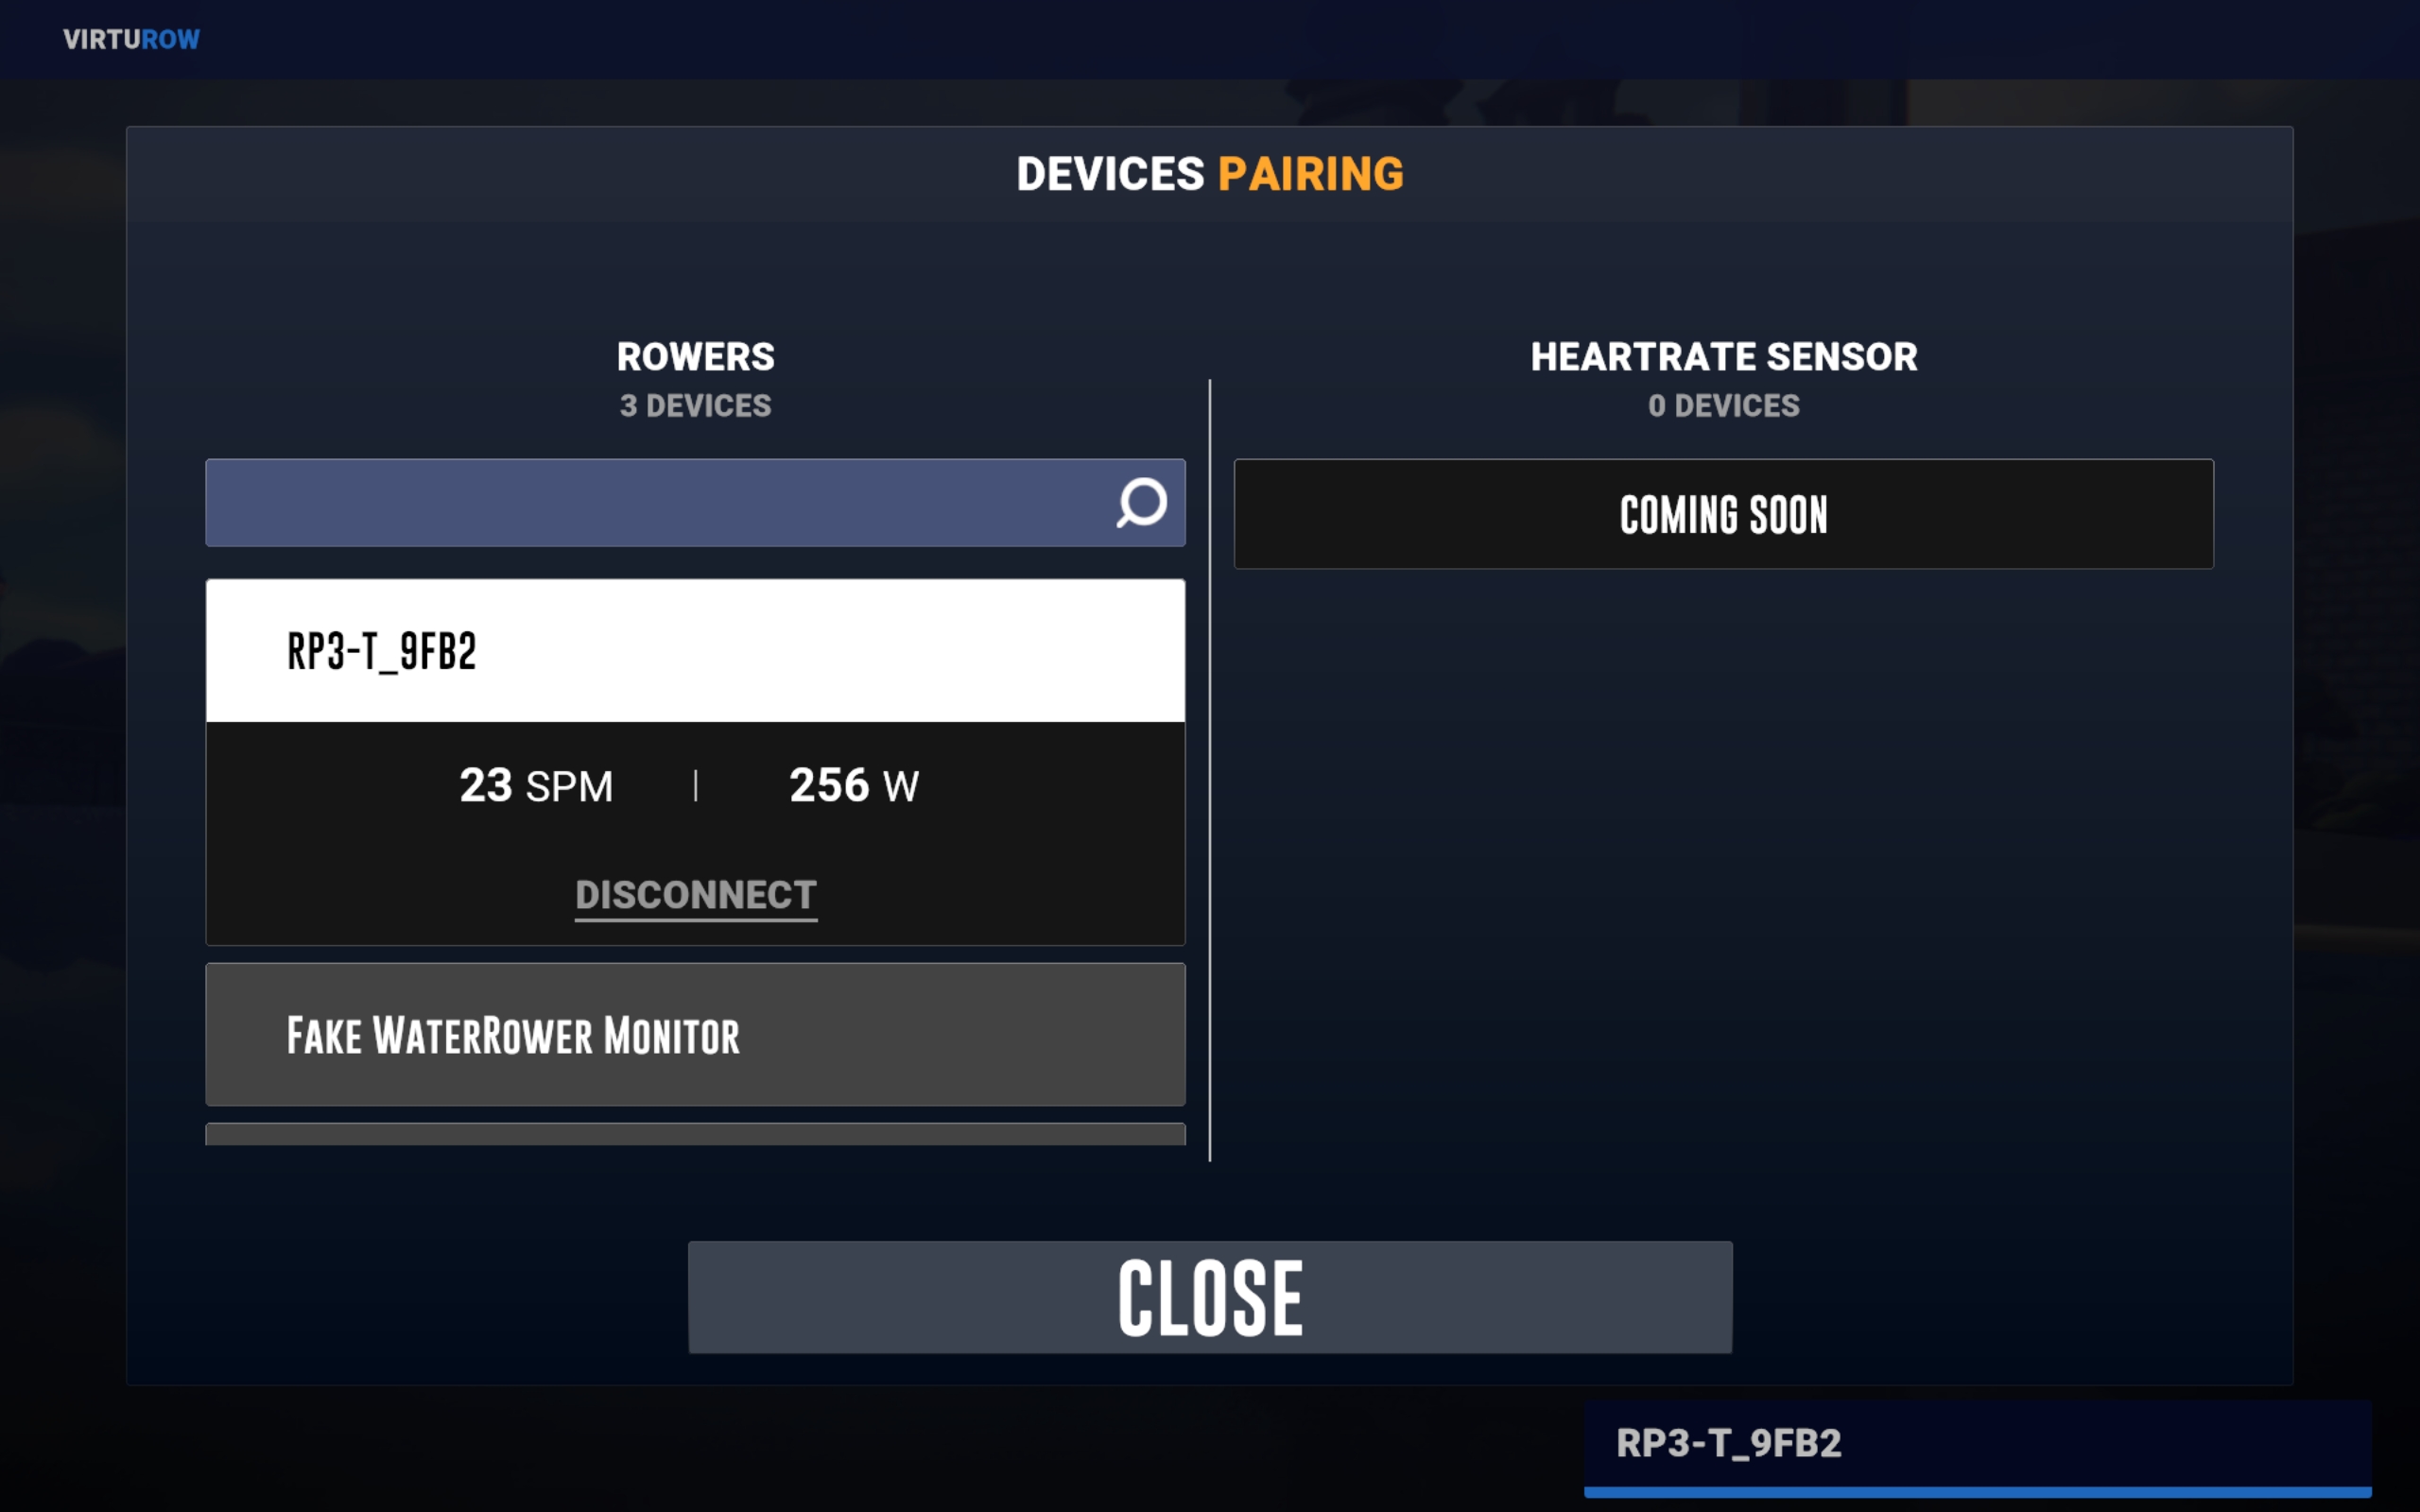 VIRTUROW
DEVICES PAIRING
ROWERS
3 DEVICES
RP3-T_9FB2
23 SPM | 256 W
DISCONNECT
Fake WaterRower Monitor
HEARTRATE SENSOR
0 DEVICES
COMING SOON
CLOSE
RP3-T_9FB2